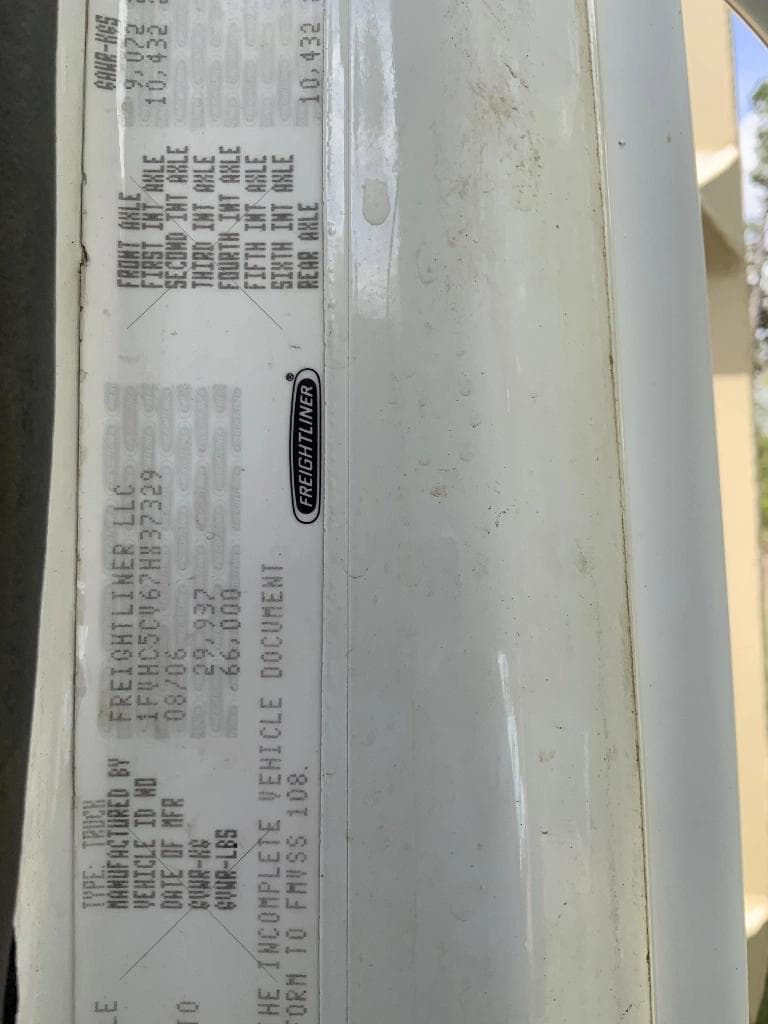 TYPE: TRUCK
MANUFACTURED BY FREIGHTLINER LLC
VEHICLE ID NO 1FVHC5CV67HX37329
DATE OF MFR 08/06
GVWR-KG 29,937
GVWR-LBS 66,000
HE INCOMPLETE VEHICLE DOCUMENT
ORM TO FMVSS 108.
FREIGHTLINER®
GAWR-KGS
FRONT AXLE 9,072
FIRST INT AXLE 10,432
SECOND INT AXLE
THIRD INT AXLE
FOURTH INT AXLE
FIFTH INT AXLE
SIXTH INT AXLE
REAR AXLE 10,432